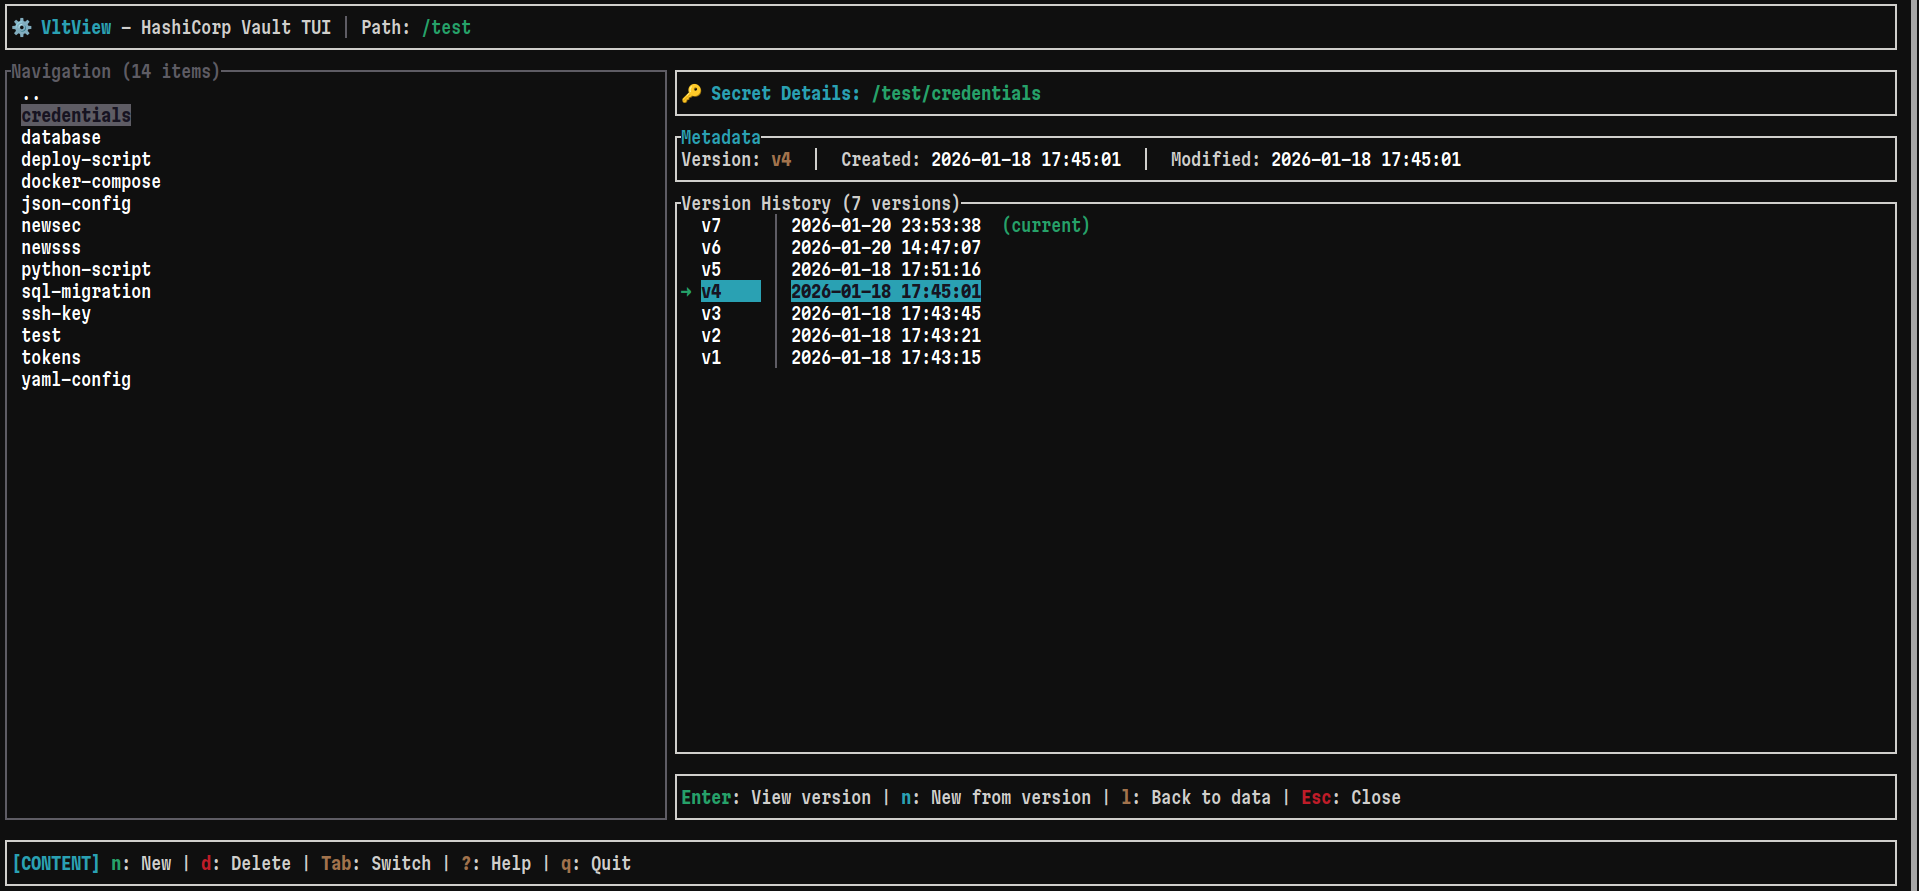 ⚙️ VltView – HashiCorp Vault TUI │ Path: /test
Navigation (14 items)
..
credentials
database
deploy-script
docker-compose
json-config
newsec
newsss
python-script
sql-migration
ssh-key
test
tokens
yaml-config
🔑 Secret Details: /test/credentials
Metadata
Version: v4 │ Created: 2026-01-18 17:45:01 │ Modified: 2026-01-18 17:45:01
Version History (7 versions)
v7 │ 2026-01-20 23:53:38 (current)
v6 │ 2026-01-20 14:47:07
v5 │ 2026-01-18 17:51:16
→ v4 │ 2026-01-18 17:45:01
v3 │ 2026-01-18 17:43:45
v2 │ 2026-01-18 17:43:21
v1 │ 2026-01-18 17:43:15
Enter: View version | n: New from version | l: Back to data | Esc: Close
[CONTENT] n: New | d: Delete | Tab: Switch | ?: Help | q: Quit